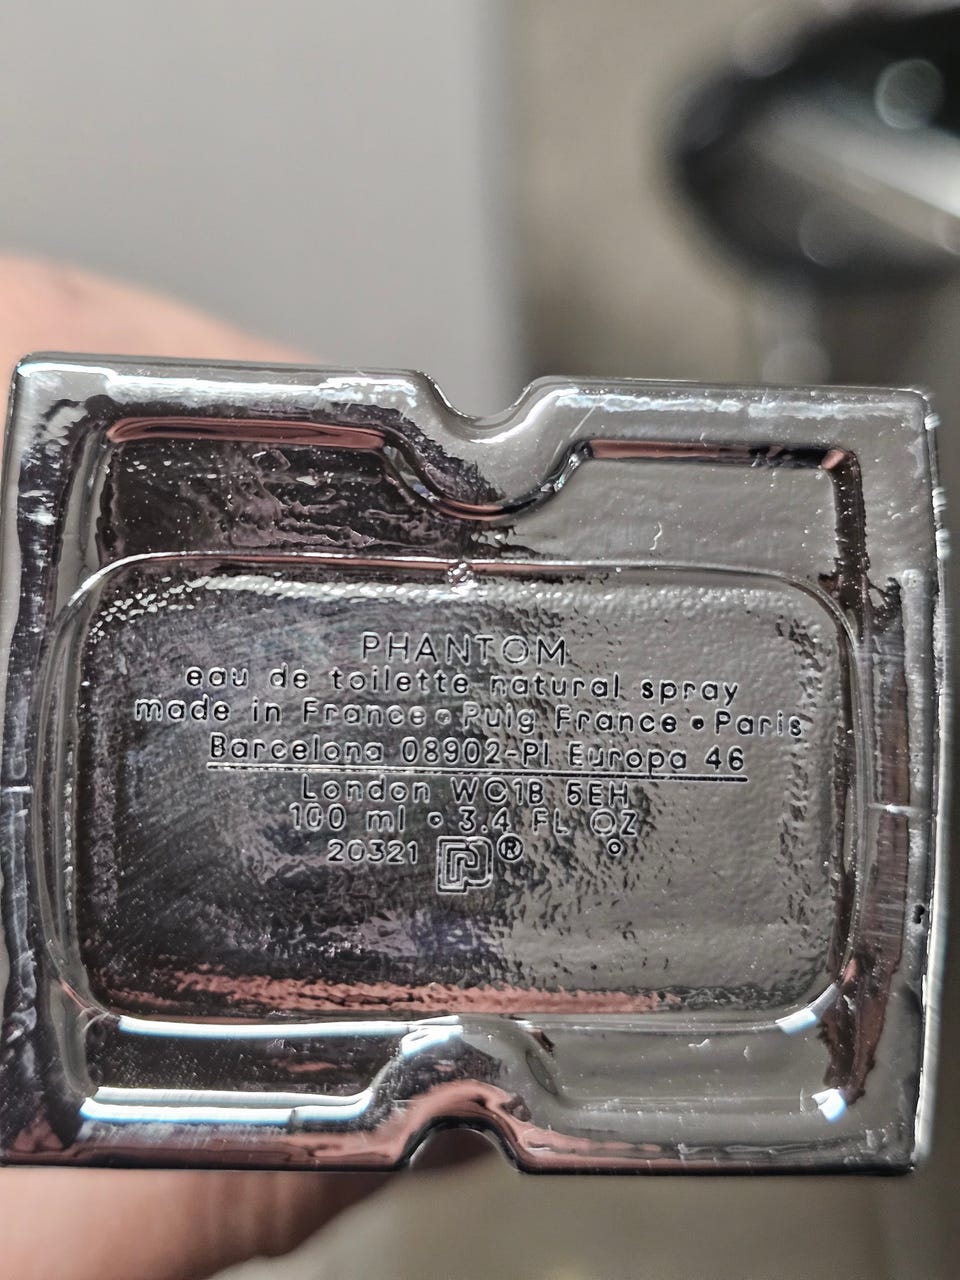 PHANTOM
eau de toilette natural spray
made in France • Puig France • Paris
Barcelona 08902-Pl Europa 46
London WC1B 5EH
100 ml • 3.4 FL OZ
20321 ®